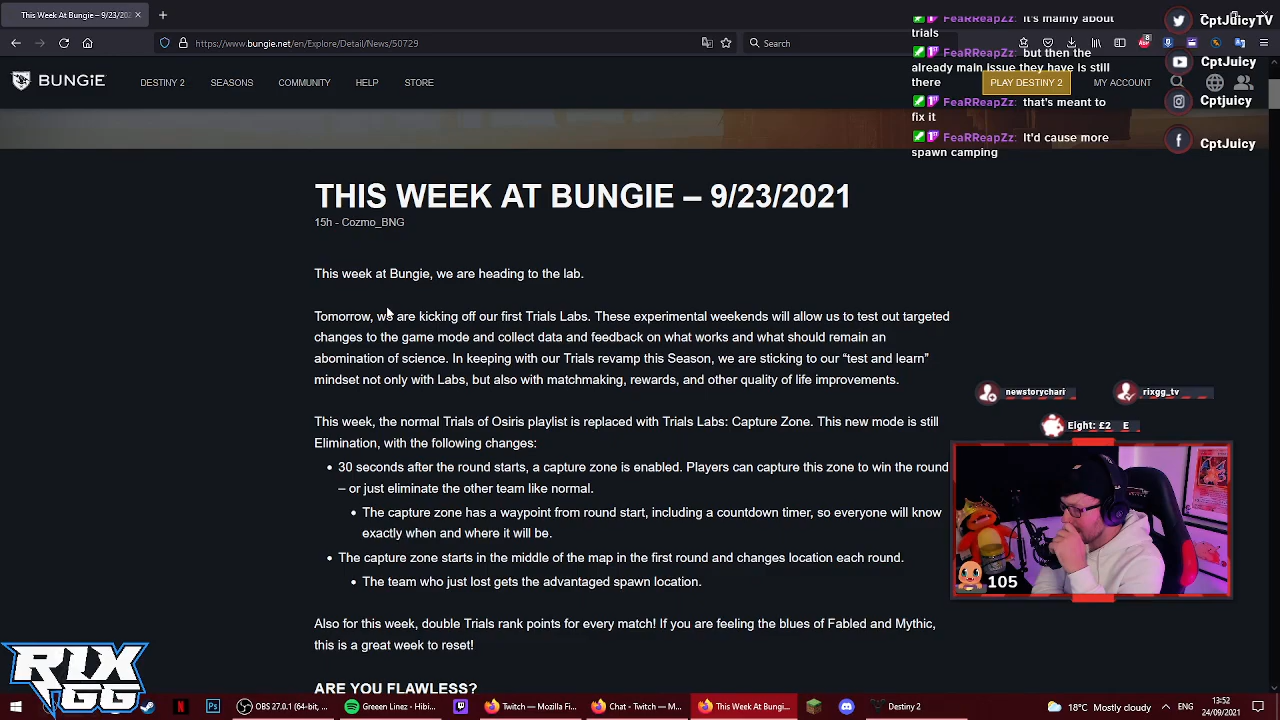 This Week At Bungie – 9/23/202
https://www.bungie.net/en/Explore/Detail/News/50729
Search
FeaRReapZz: it's mainly about
trials
FeaRReapZz: but then the
already main issue they have is still
there
FeaRReapZz: that's meant to
fix it
FeaRReapZz: It'd cause more
spawn camping
CptJuicyTV
CptJuicy
Cptjuicy
CptJuicy
BUNGiE
DESTINY 2
SEASONS
COMMUNITY
HELP
STORE
PLAY DESTINY 2
MY ACCOUNT
THIS WEEK AT BUNGIE – 9/23/2021
15h - Cozmo_BNG
This week at Bungie, we are heading to the lab.
Tomorrow, we are kicking off our first Trials Labs. These experimental weekends will allow us to test out targeted
changes to the game mode and collect data and feedback on what works and what should remain an
abomination of science. In keeping with our Trials revamp this Season, we are sticking to our “test and learn”
mindset not only with Labs, but also with matchmaking, rewards, and other quality of life improvements.
This week, the normal Trials of Osiris playlist is replaced with Trials Labs: Capture Zone. This new mode is still
Elimination, with the following changes:
30 seconds after the round starts, a capture zone is enabled. Players can capture this zone to win the round
– or just eliminate the other team like normal.
The capture zone has a waypoint from round start, including a countdown timer, so everyone will know
exactly when and where it will be.
The capture zone starts in the middle of the map in the first round and changes location each round.
The team who just lost gets the advantaged spawn location.
Also for this week, double Trials rank points for every match! If you are feeling the blues of Fabled and Mythic,
this is a great week to reset!
ARE YOU FLAWLESS?
newstorychari
rixgg_tv
Eight: £2 E
105
RIX
GG
OBS 27.0.1 (64-bit, ...
Greeen Linez - Hibi...
Twitch — Mozilla Fi...
Chat - Twitch — M...
This Week At Bungi...
Destiny 2
18°C Mostly cloudy
ENG
13:52
24/09/2021